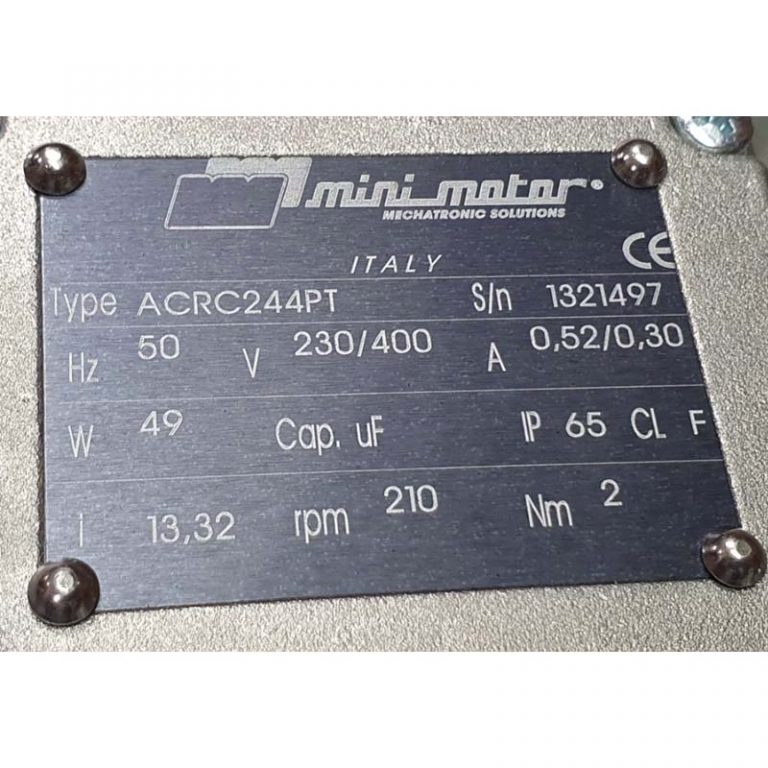 mini motor®
MECHATRONIC SOLUTIONS
ITALY
CE
Type ACRC244PT S/n 1321497
Hz 50 V 230/400 A 0,52/0,30
W 49 Cap. uF IP 65 CL F
i 13,32 rpm 210 Nm 2